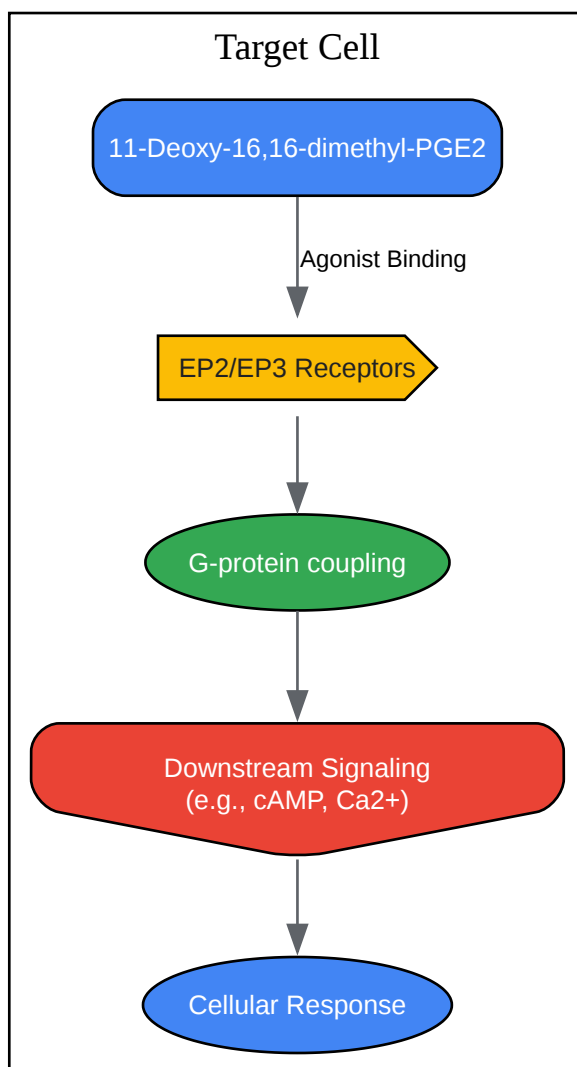 Target Cell
11-Deoxy-16,16-dimethyl-PGE2
Agonist Binding
EP2/EP3 Receptors
G-protein coupling
Downstream Signaling
(e.g., cAMP, Ca2+)
Cellular Response